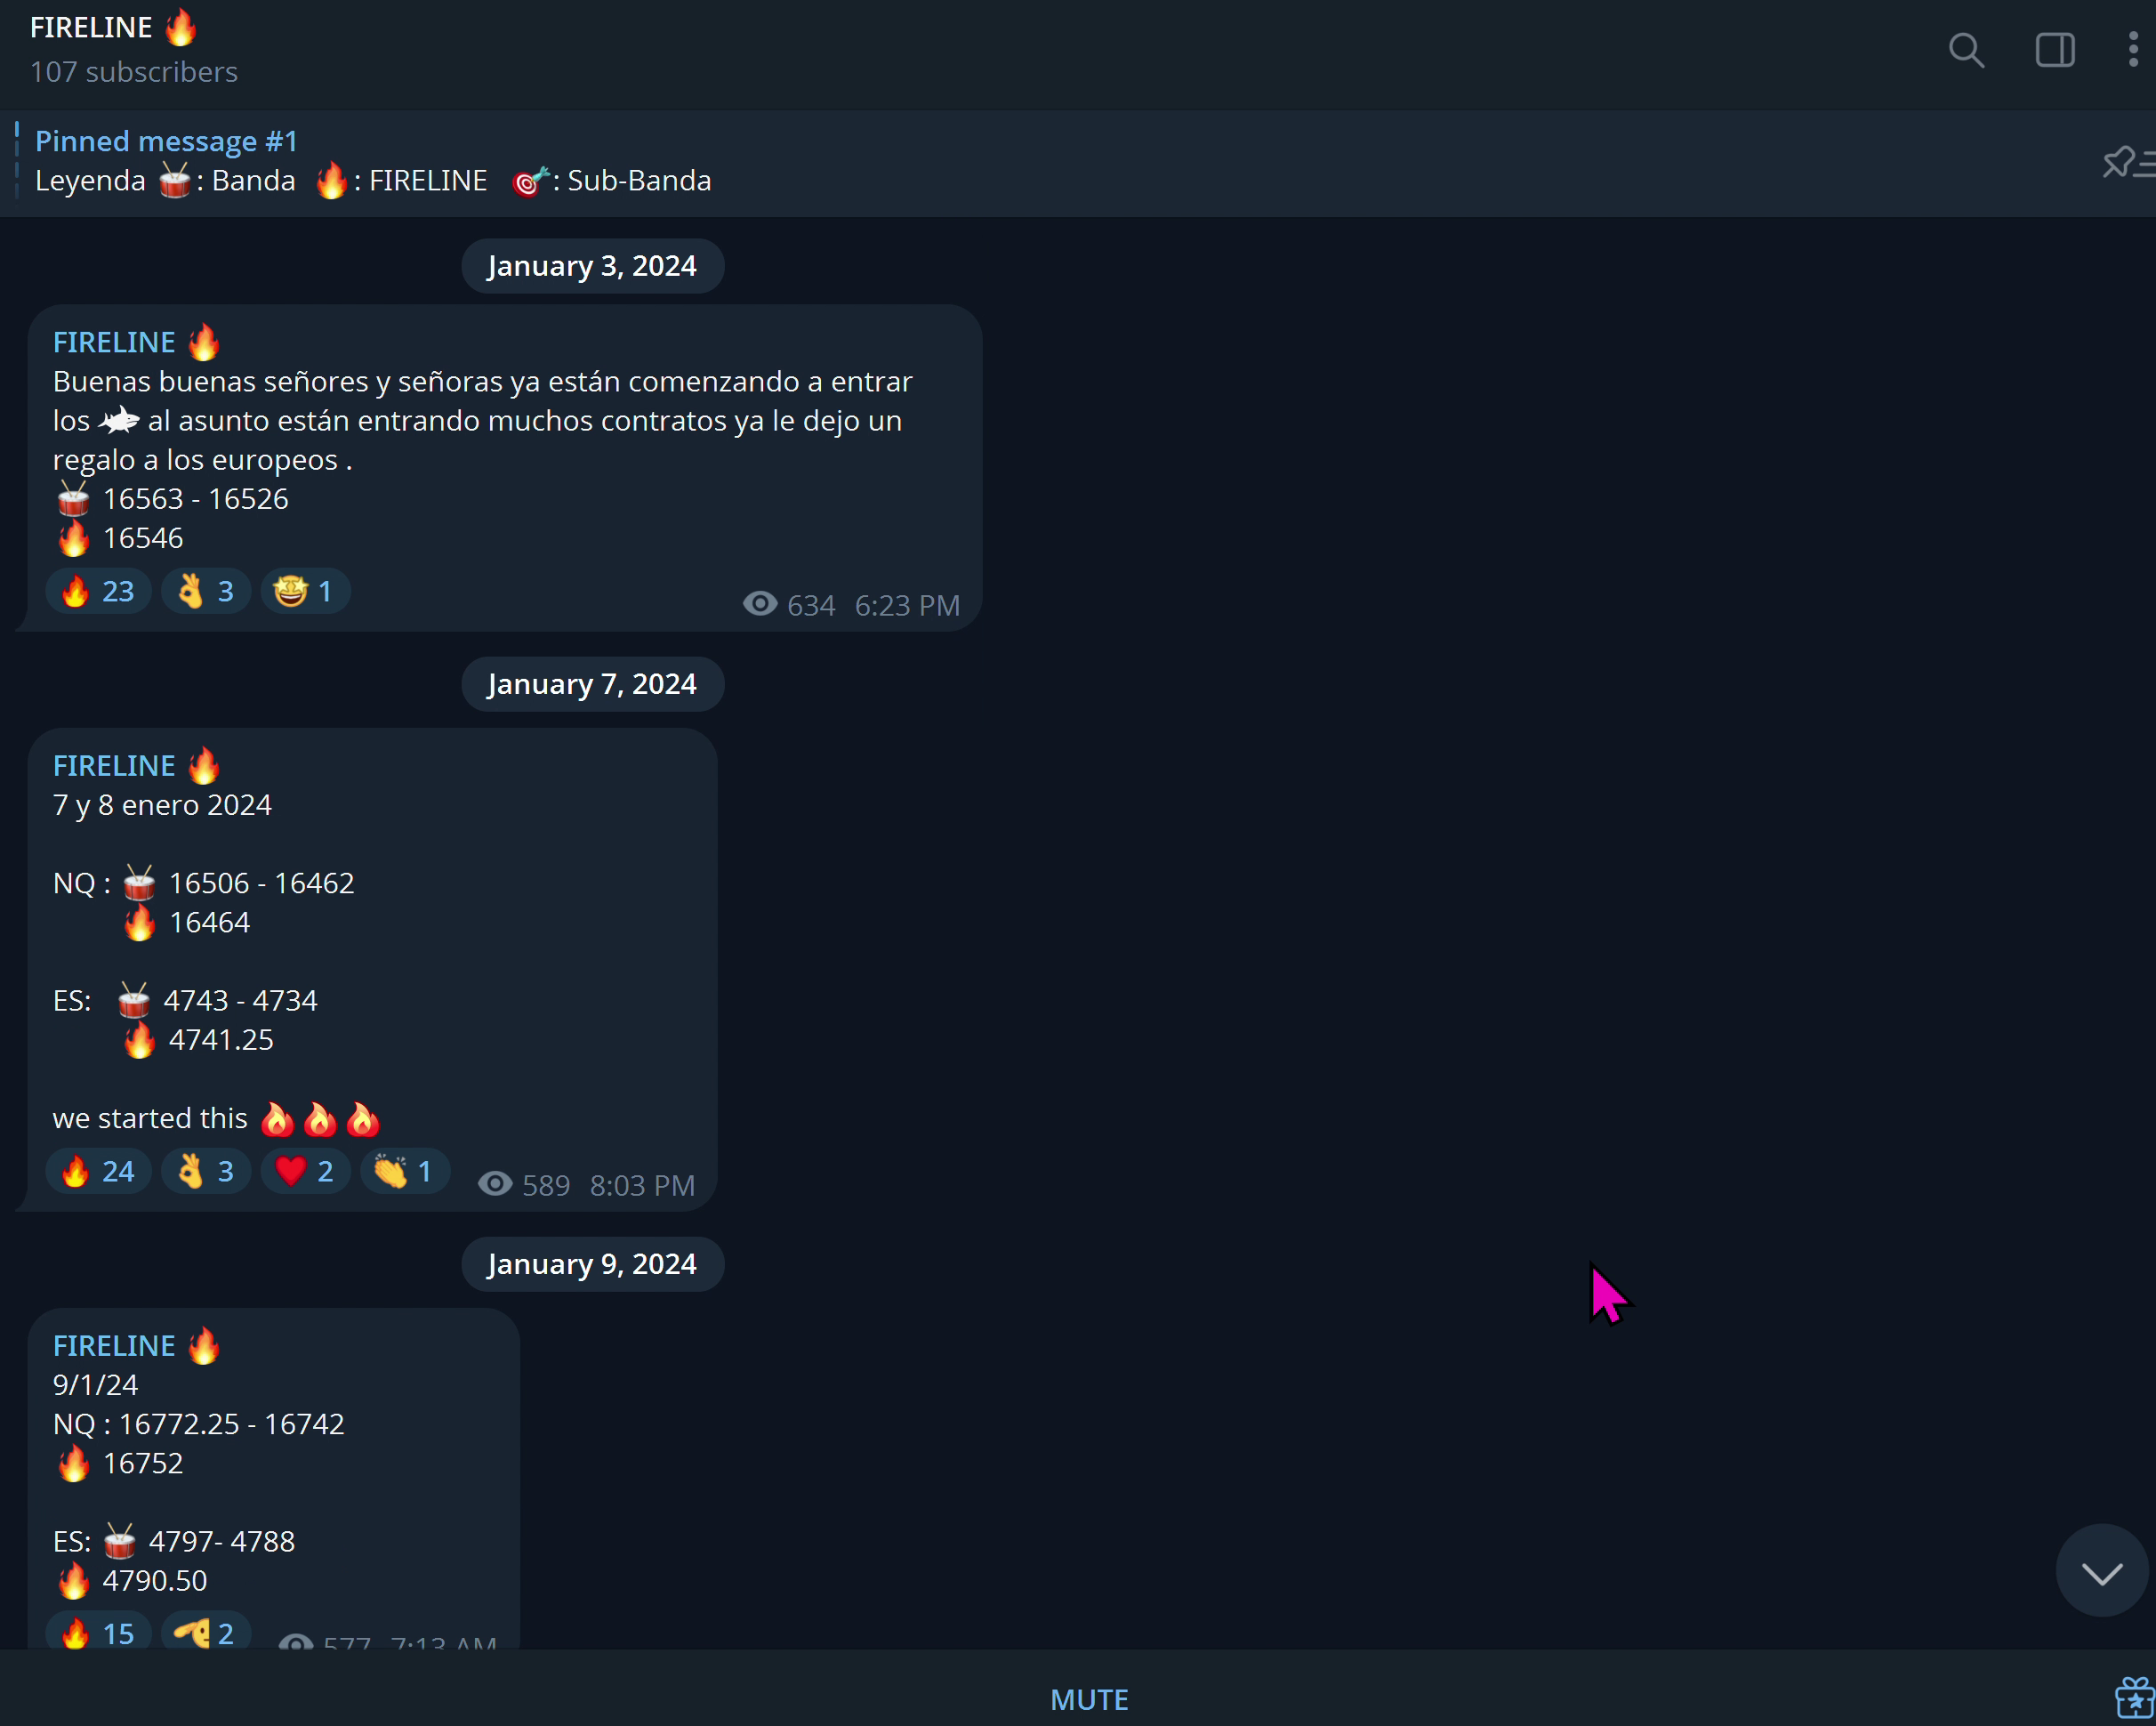 FIRELINE 🔥
107 subscribers
Pinned message #1
Leyenda 🥁: Banda 🔥: FIRELINE 🎯: Sub-Banda
January 3, 2024
FIRELINE 🔥
Buenas buenas señores y señoras ya están comenzando a entrar
los 🦈 al asunto están entrando muchos contratos ya le dejo un
regalo a los europeos .
🥁 16563 - 16526
🔥 16546
🔥 23 👌 3 🤩 1 634 6:23 PM
January 7, 2024
FIRELINE 🔥
7 y 8 enero 2024
NQ : 🥁 16506 - 16462
🔥 16464
ES: 🥁 4743 - 4734
🔥 4741.25
we started this 🔥🔥🔥
🔥 24 👌 3 ❤️ 2 👏 1 589 8:03 PM
January 9, 2024
FIRELINE 🔥
9/1/24
NQ : 16772.25 - 16742
🔥 16752
ES: 🥁 4797- 4788
🔥 4790.50
🔥 15 🫡 2 577 7:13 AM
MUTE